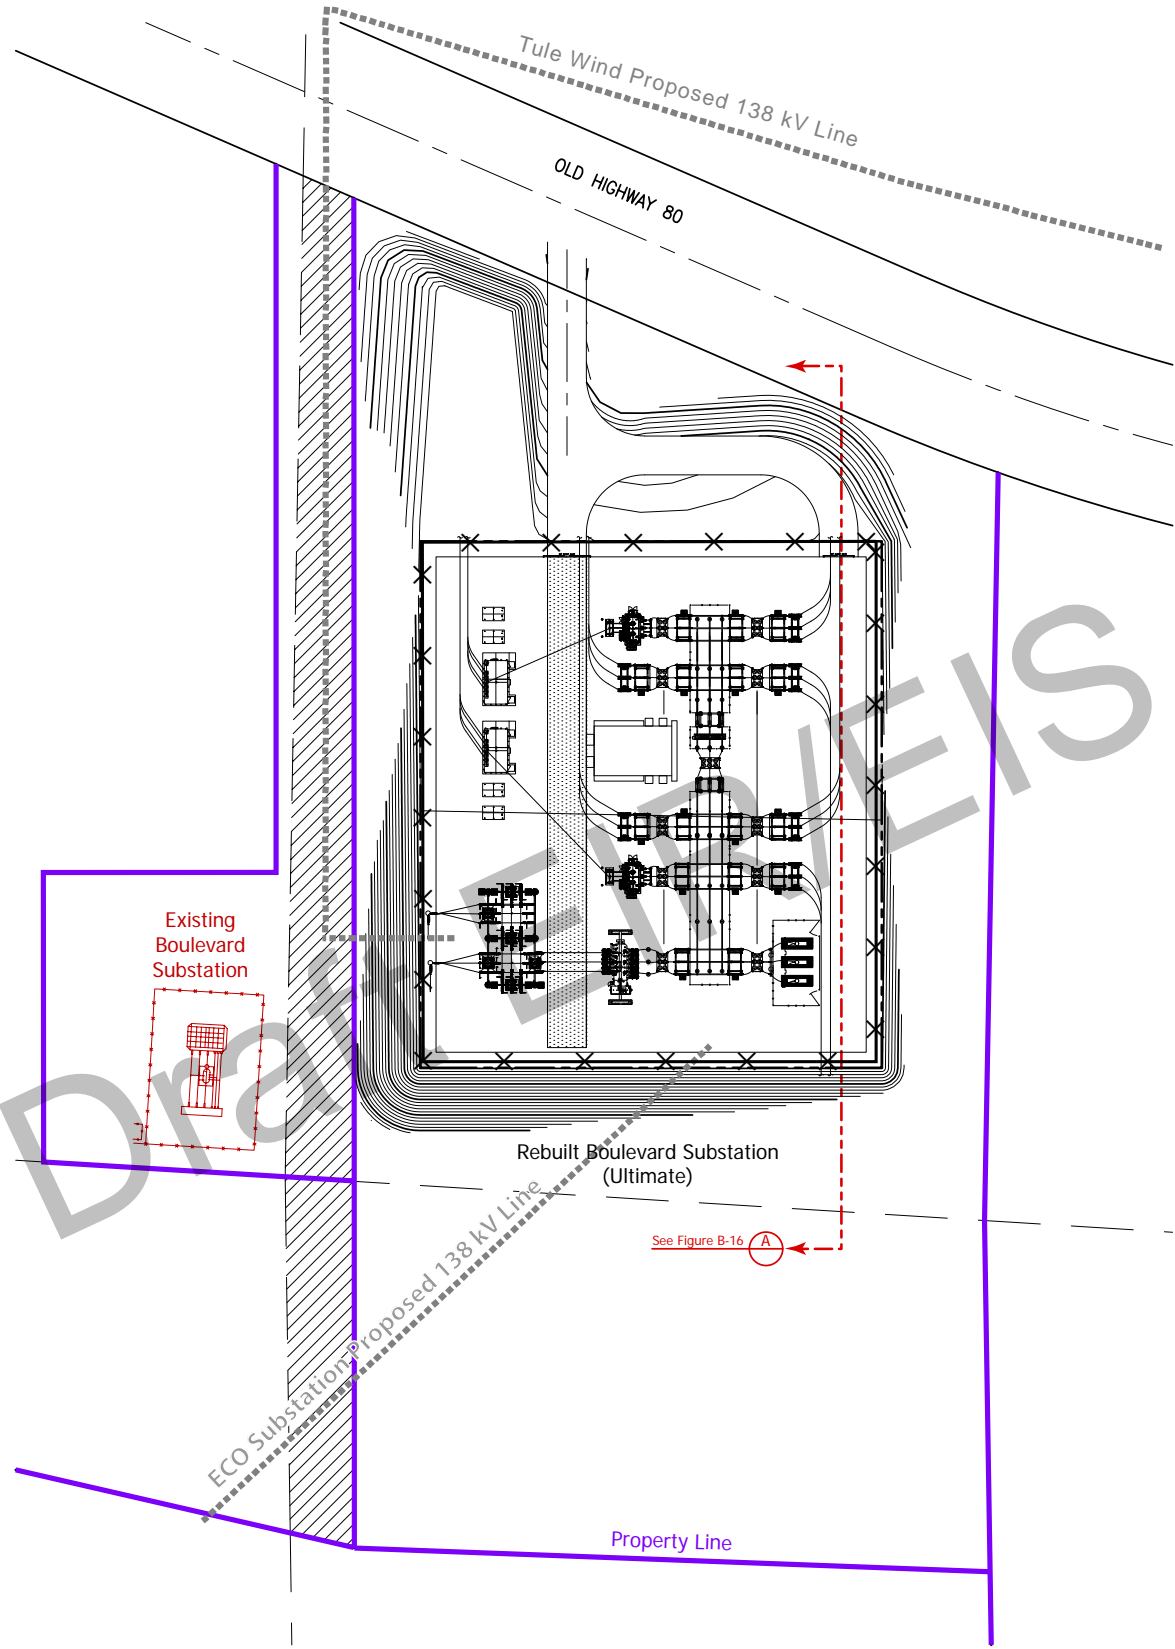 Tule Wind Proposed 138 kV Line
OLD HIGHWAY 80
Existing
Boulevard
Substation
Draft EIR/EIS
Rebuilt Boulevard Substation
(Ultimate)
See Figure B-16
A
ECO Substation Proposed 138 kV Line
Property Line